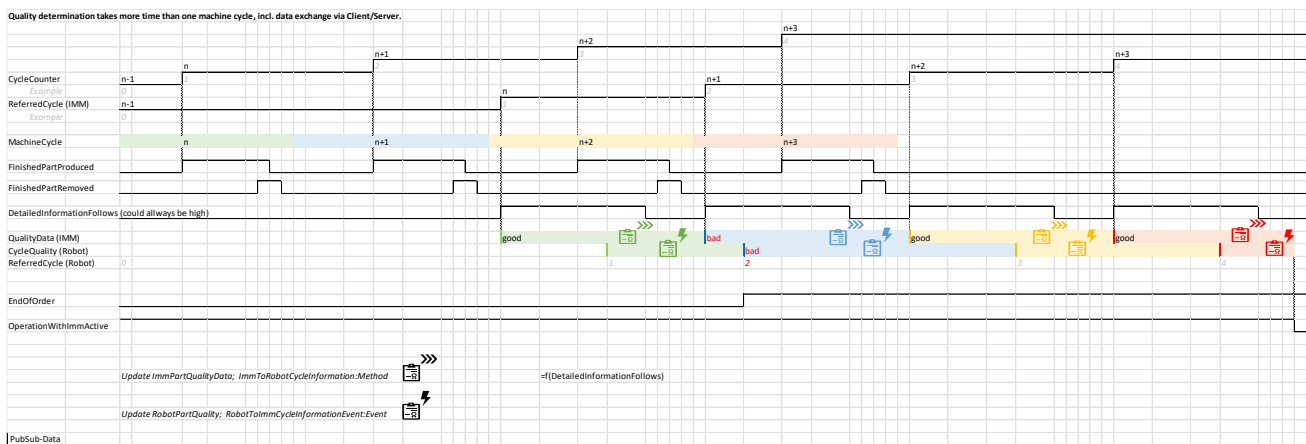 Quality determination takes more time than one machine cycle, incl. data exchange via Client/Server.
n+3
4
n+2
3
n+1
2
n+3
4
n
1
n+2
3
CycleCounter
n-1
n+1
2
Example
0
n
1
ReferredCycle (IMM)
n-1
Example
0
MachineCycle
n
n+1
n+2
n+3
FinishedPartProduced
FinishedPartRemoved
DetailedInformationFollows (could allways be high)
QualityData (IMM)
good
bad
good
good
CycleQuality (Robot)
bad
ReferredCycle (Robot)
0
1
2
3
4
EndOfOrder
OperationWithImmActive
Update ImmPartQualityData; ImmToRobotCycleInformation:Method
=f(DetailedInformationFollows)
Update RobotPartQuality; RobotToImmCycleInformationEvent:Event
PubSub-Data